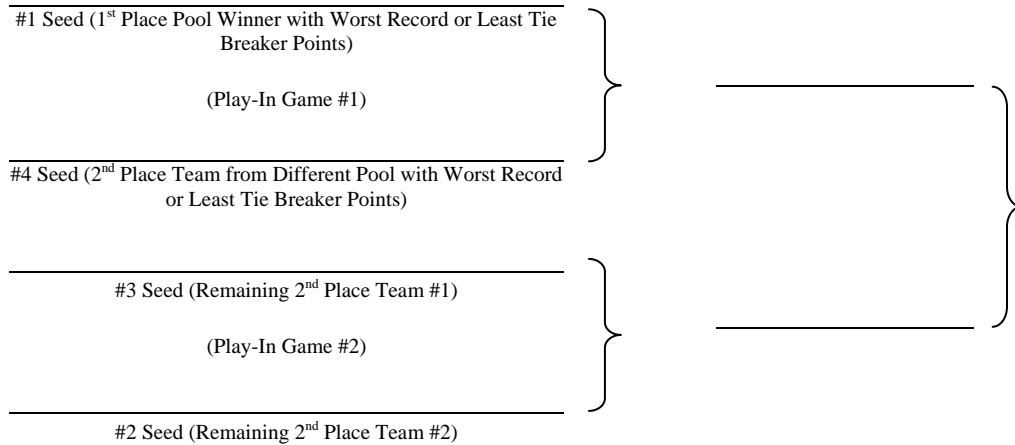 #1 Seed (1st Place Pool Winner with Worst Record or Least Tie
Breaker Points)
(Play-In Game #1)
#4 Seed (2nd Place Team from Different Pool with Worst Record
or Least Tie Breaker Points)
#3 Seed (Remaining 2nd Place Team #1)
(Play-In Game #2)
#2 Seed (Remaining 2nd Place Team #2)